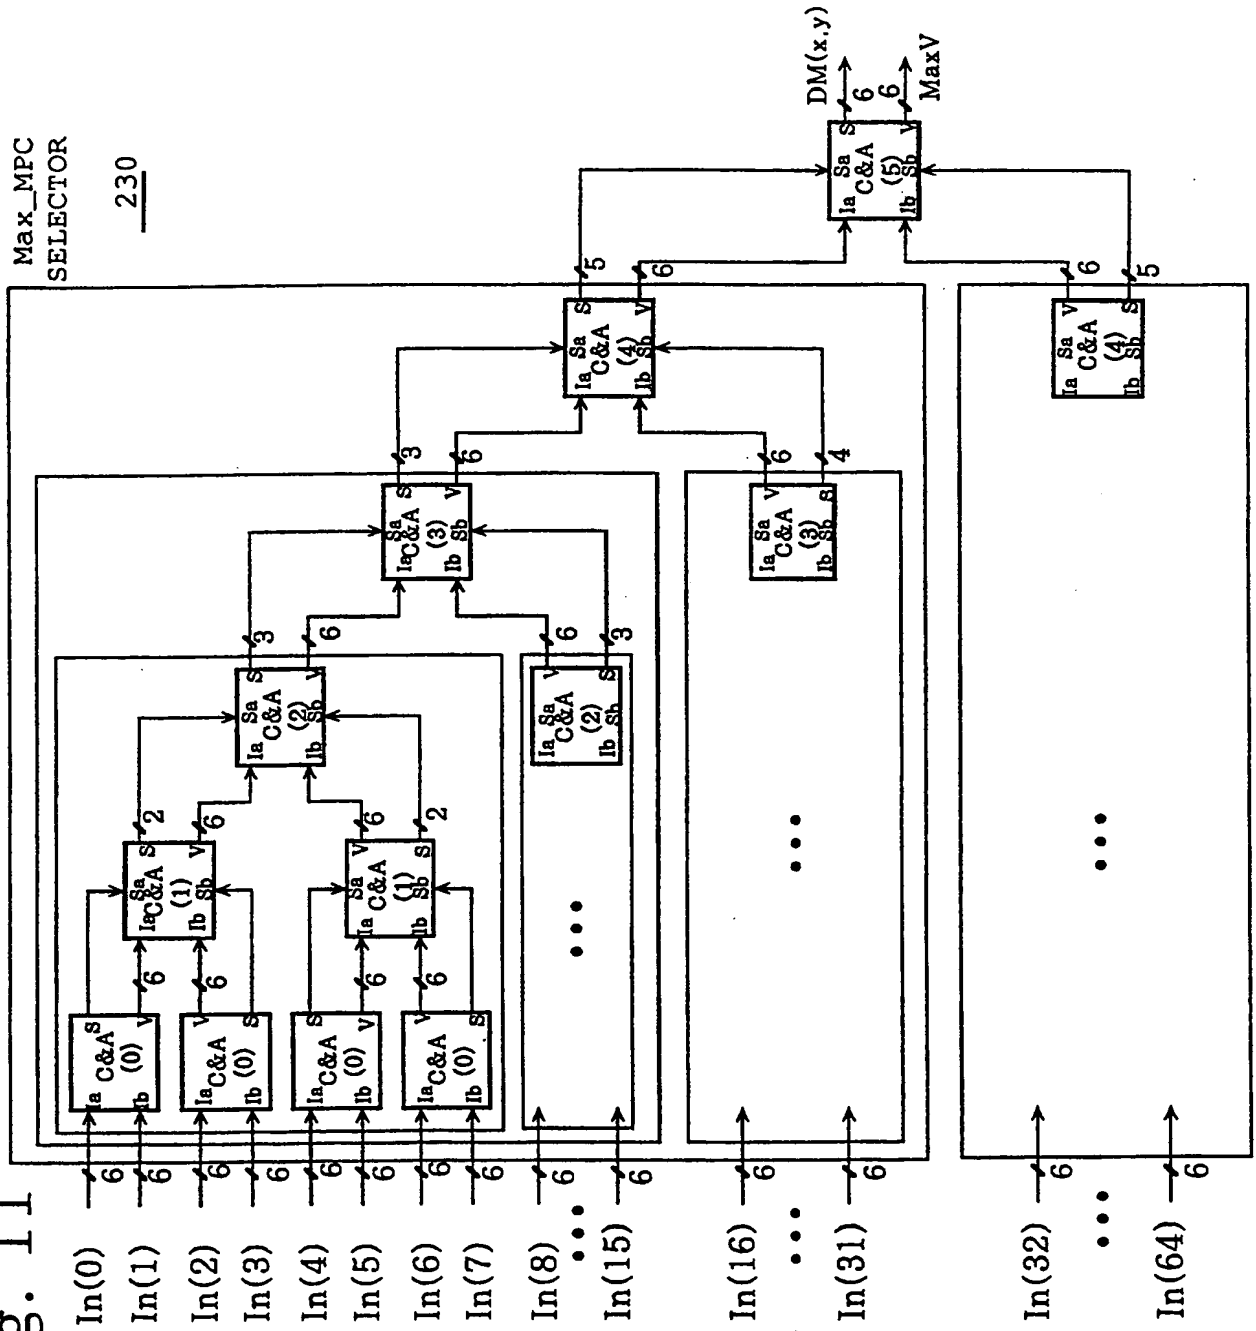 g. 11
Max_MPC
SELECTOR
230
DM(x,y)
6
6
MaxV
Ia Sa S
C&A
(5)
Ib Sb V
5
6
6
5
Ia Sa S
C&A
(4)
Ib Sb V
Ia Sa V
C&A
(4)
Ib Sb S
3
6
6
4
Ia Sa S
C&A
(3)
Ib Sb V
Ia Sa V
C&A
(3)
Ib Sb S
3
6
6
3
Ia Sa S
C&A
(2)
Ib Sb V
Ia Sa V
C&A
(2)
Ib Sb S
2
6
6
2
Ia Sa S
C&A
(1)
Ib Sb V
Ia Sa V
C&A
(1)
Ib Sb S
6
6
6
6
Ia S
C&A
(0)
Ib V
Ia V
C&A
(0)
Ib S
Ia S
C&A
(0)
Ib V
Ia V
C&A
(0)
Ib S
In(0) 6
In(1) 6
In(2) 6
In(3) 6
In(4) 6
In(5) 6
In(6) 6
In(7) 6
In(8) 6
In(15) 6
In(16) 6
In(31) 6
In(32) 6
In(64) 6